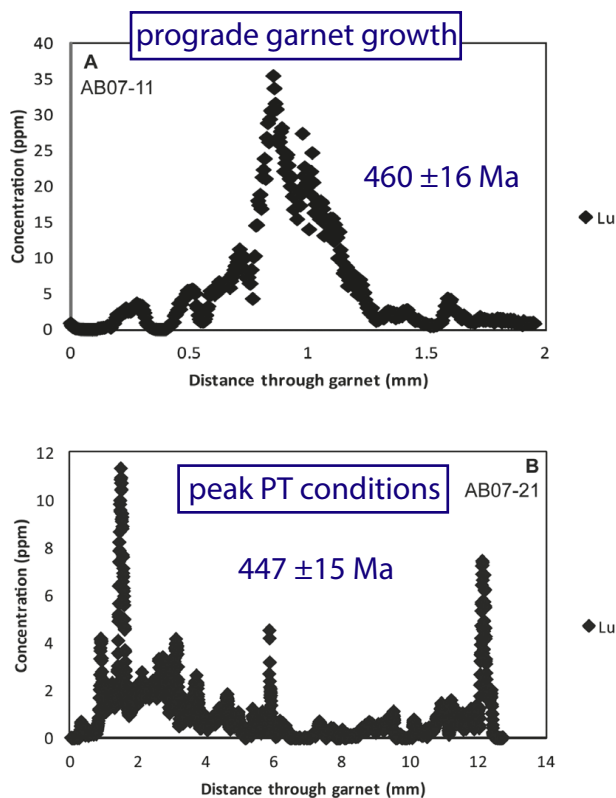 prograde garnet growth
A
AB07-11
460 ±16 Ma
Concentration (ppm)
40
35
30
25
20
15
10
5
0
0 0.5 1 1.5 2
Distance through garnet (mm)
Lu
B
peak PT conditions
AB07-21
447 ±15 Ma
Concentration (ppm)
12
10
8
6
4
2
0
0 2 4 6 8 10 12 14
Distance through garnet (mm)
Lu